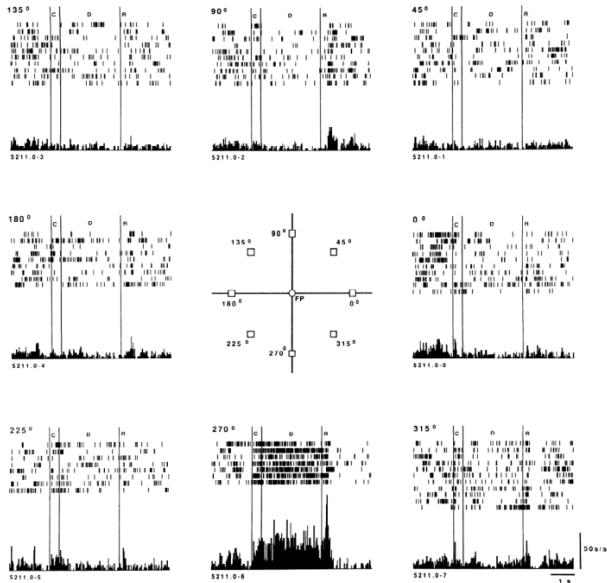 135°
C D R
5211.0-3
90°
C D R
5211.0-2
45°
C D R
5211.0-1
180°
C D R
5211.0-4
90°
135°
45°
180°
FP
0°
225°
315°
270°
0°
C D R
5211.0-0
225°
C D R
5211.0-5
270°
C D R
5211.0-6
315°
C D R
5211.0-7
50s/s
1 s